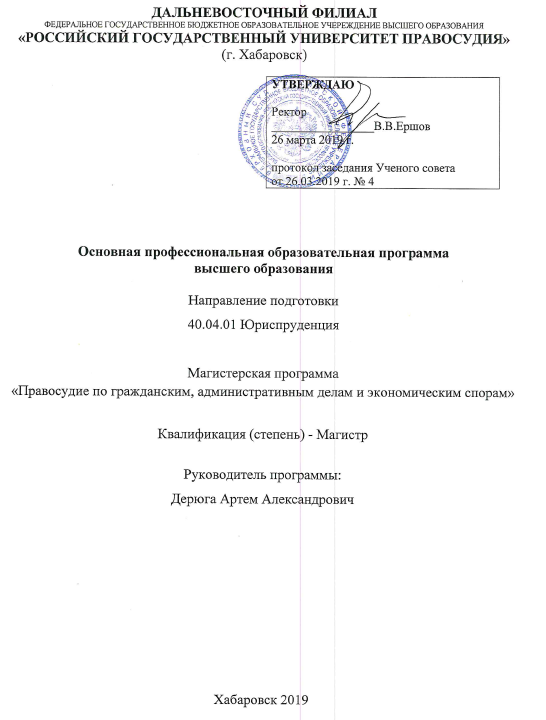 ДАЛЬНЕВОСТОЧНЫЙ ФИЛИАЛ
ФЕДЕРАЛЬНОЕ ГОСУДАРСТВЕННОЕ БЮДЖЕТНОЕ ОБРАЗОВАТЕЛЬНОЕ УЧЕРЕЖДЕНИЕ ВЫСШЕГО ОБРАЗОВАНИЯ
«РОССИЙСКИЙ ГОСУДАРСТВЕННЫЙ УНИВЕРСИТЕТ ПРАВОСУДИЯ»
(г. Хабаровск)
УТВЕРЖДАЮ
Ректор
В.В.Ершов
26 марта 2019 г.
протокол заседания Ученого совета
от 26.03.2019 г. № 4
Основная профессиональная образовательная программа
высшего образования
Направление подготовки
40.04.01 Юриспруденция
Магистерская программа
«Правосудие по гражданским, административным делам и экономическим спорам»
Квалификация (степень) - Магистр
Руководитель программы:
Дерюга Артем Александрович
Хабаровск 2019